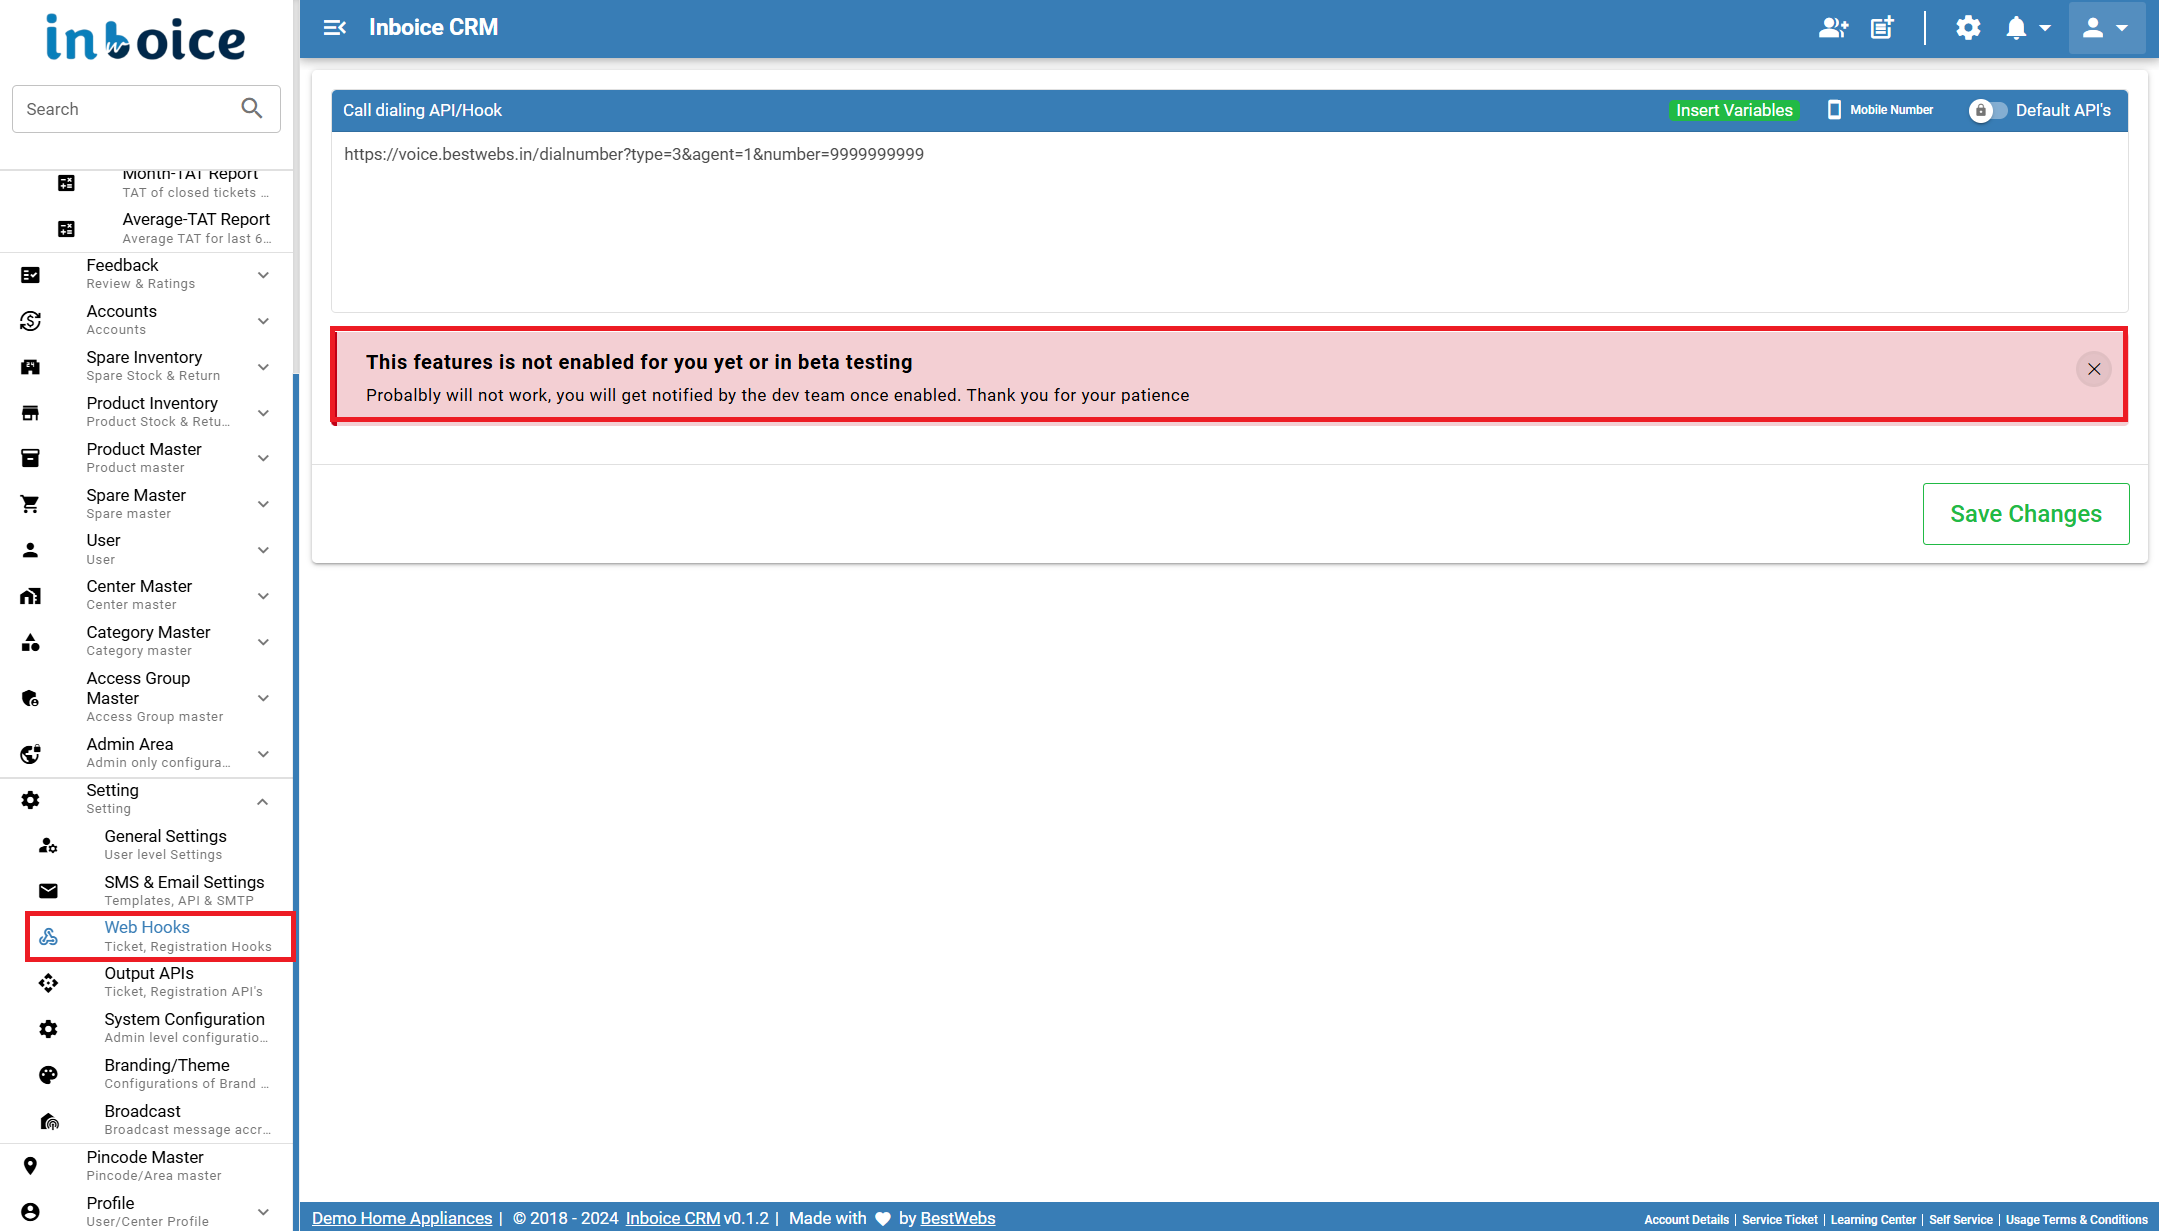 inboice
Search
Month-TAT Report
TAT of closed tickets ...
Average-TAT Report
Average TAT for last 6...
Feedback
Review & Ratings
Accounts
Accounts
Spare Inventory
Spare Stock & Return
Product Inventory
Product Stock & Retu...
Product Master
Product master
Spare Master
Spare master
User
User
Center Master
Center master
Category Master
Category master
Access Group
Master
Access Group master
Admin Area
Admin only configura...
Setting
Setting
General Settings
User level Settings
SMS & Email Settings
Templates, API & SMTP
Web Hooks
Ticket, Registration Hooks
Output APIs
Ticket, Registration API's
System Configuration
Admin level configuratio...
Branding/Theme
Configurations of Brand ...
Broadcast
Broadcast message accr...
Pincode Master
Pincode/Area master
Profile
User/Center Profile
Inboice CRM
Call dialing API/Hook
Insert Variables
Mobile Number
Default API's
https://voice.bestwebs.in/dialnumber?type=3&agent=1&number=9999999999
This features is not enabled for you yet or in beta testing
Probalbly will not work, you will get notified by the dev team once enabled. Thank you for your patience
Save Changes
Demo Home Appliances | © 2018 - 2024 Inboice CRM v0.1.2 | Made with ♥ by BestWebs
Account Details | Service Ticket | Learning Center | Self Service | Usage Terms & Conditions